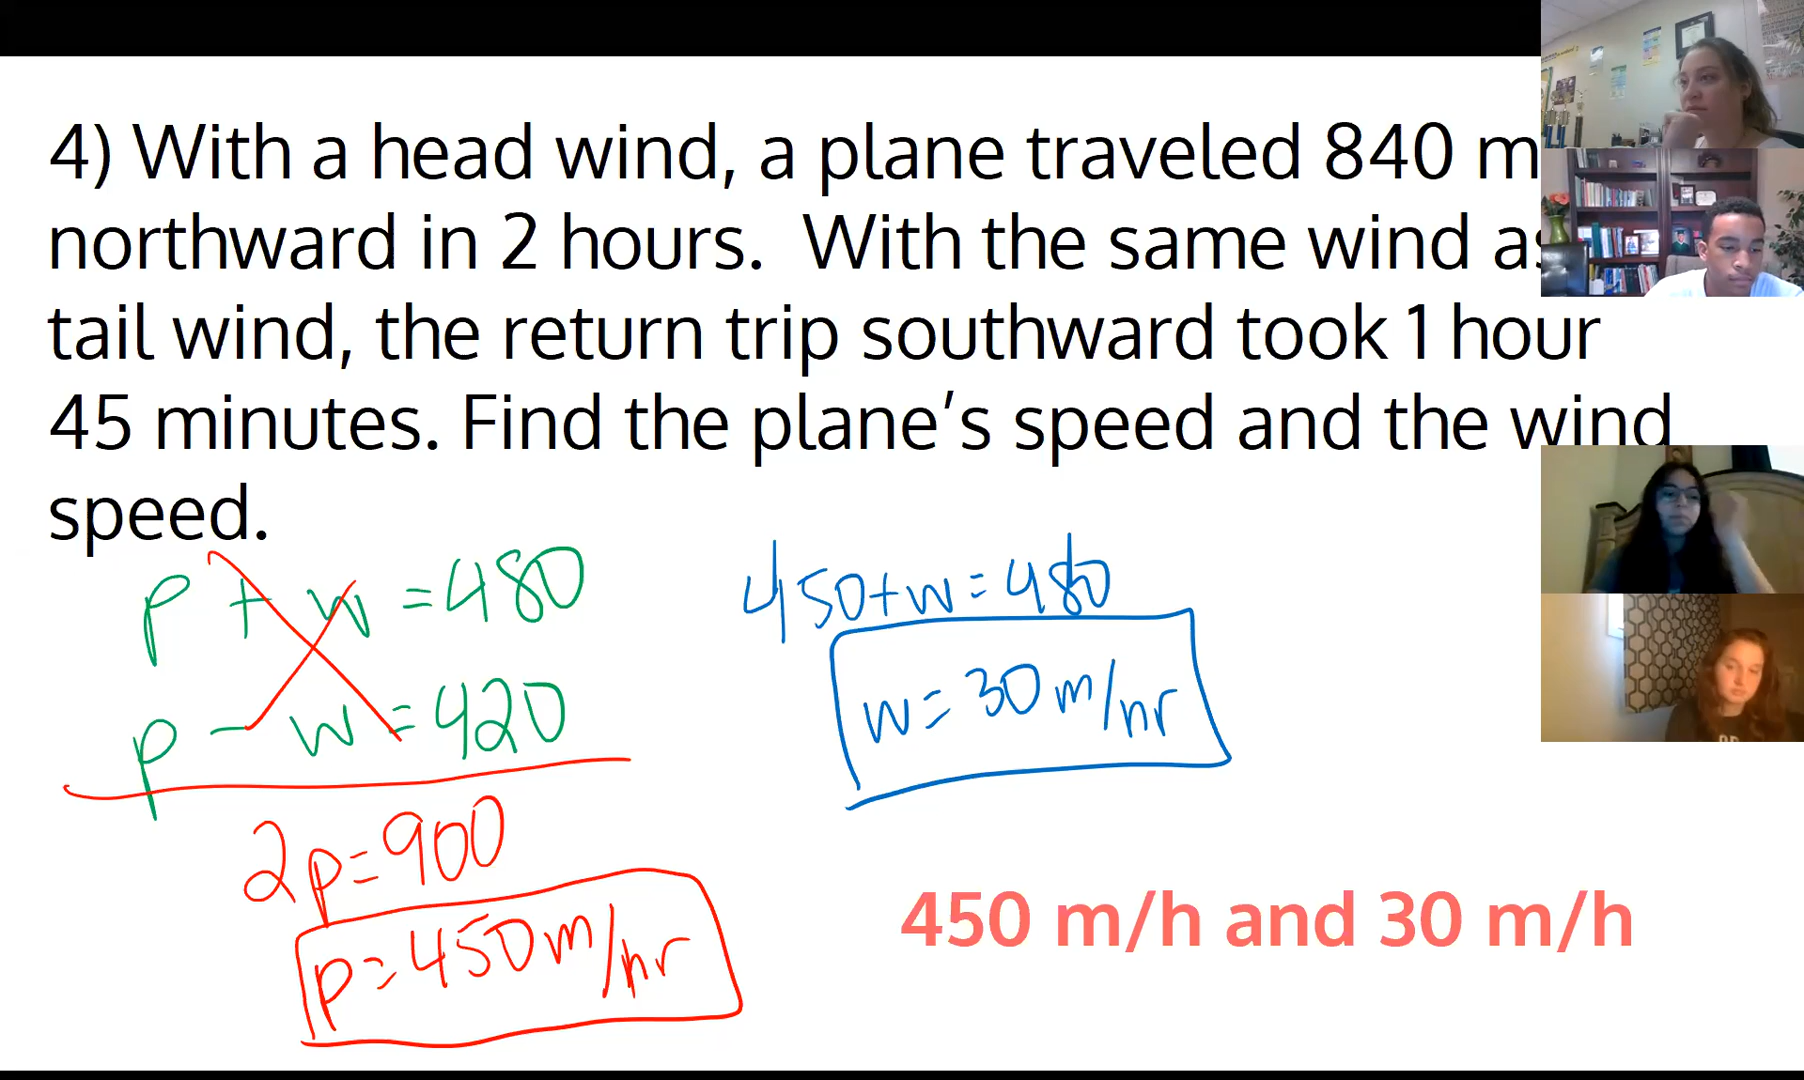 4) With a head wind, a plane traveled 840 m
northward in 2 hours. With the same wind as
tail wind, the return trip southward took 1 hour
45 minutes. Find the plane's speed and the wind
speed.
p + w = 480
p - w = 420
2p = 900
p = 450 m/hr
450 + w = 480
w = 30 m/hr
450 m/h and 30 m/h